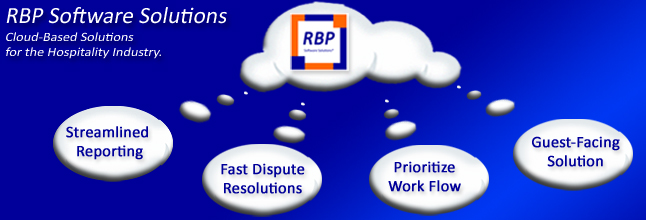 RBP Software Solutions
Cloud-Based Solutions
for the Hospitality Industry.
RBP
Software Solutions
Streamlined
Reporting
Fast Dispute
Resolutions
Prioritize
Work Flow
Guest-Facing
Solution